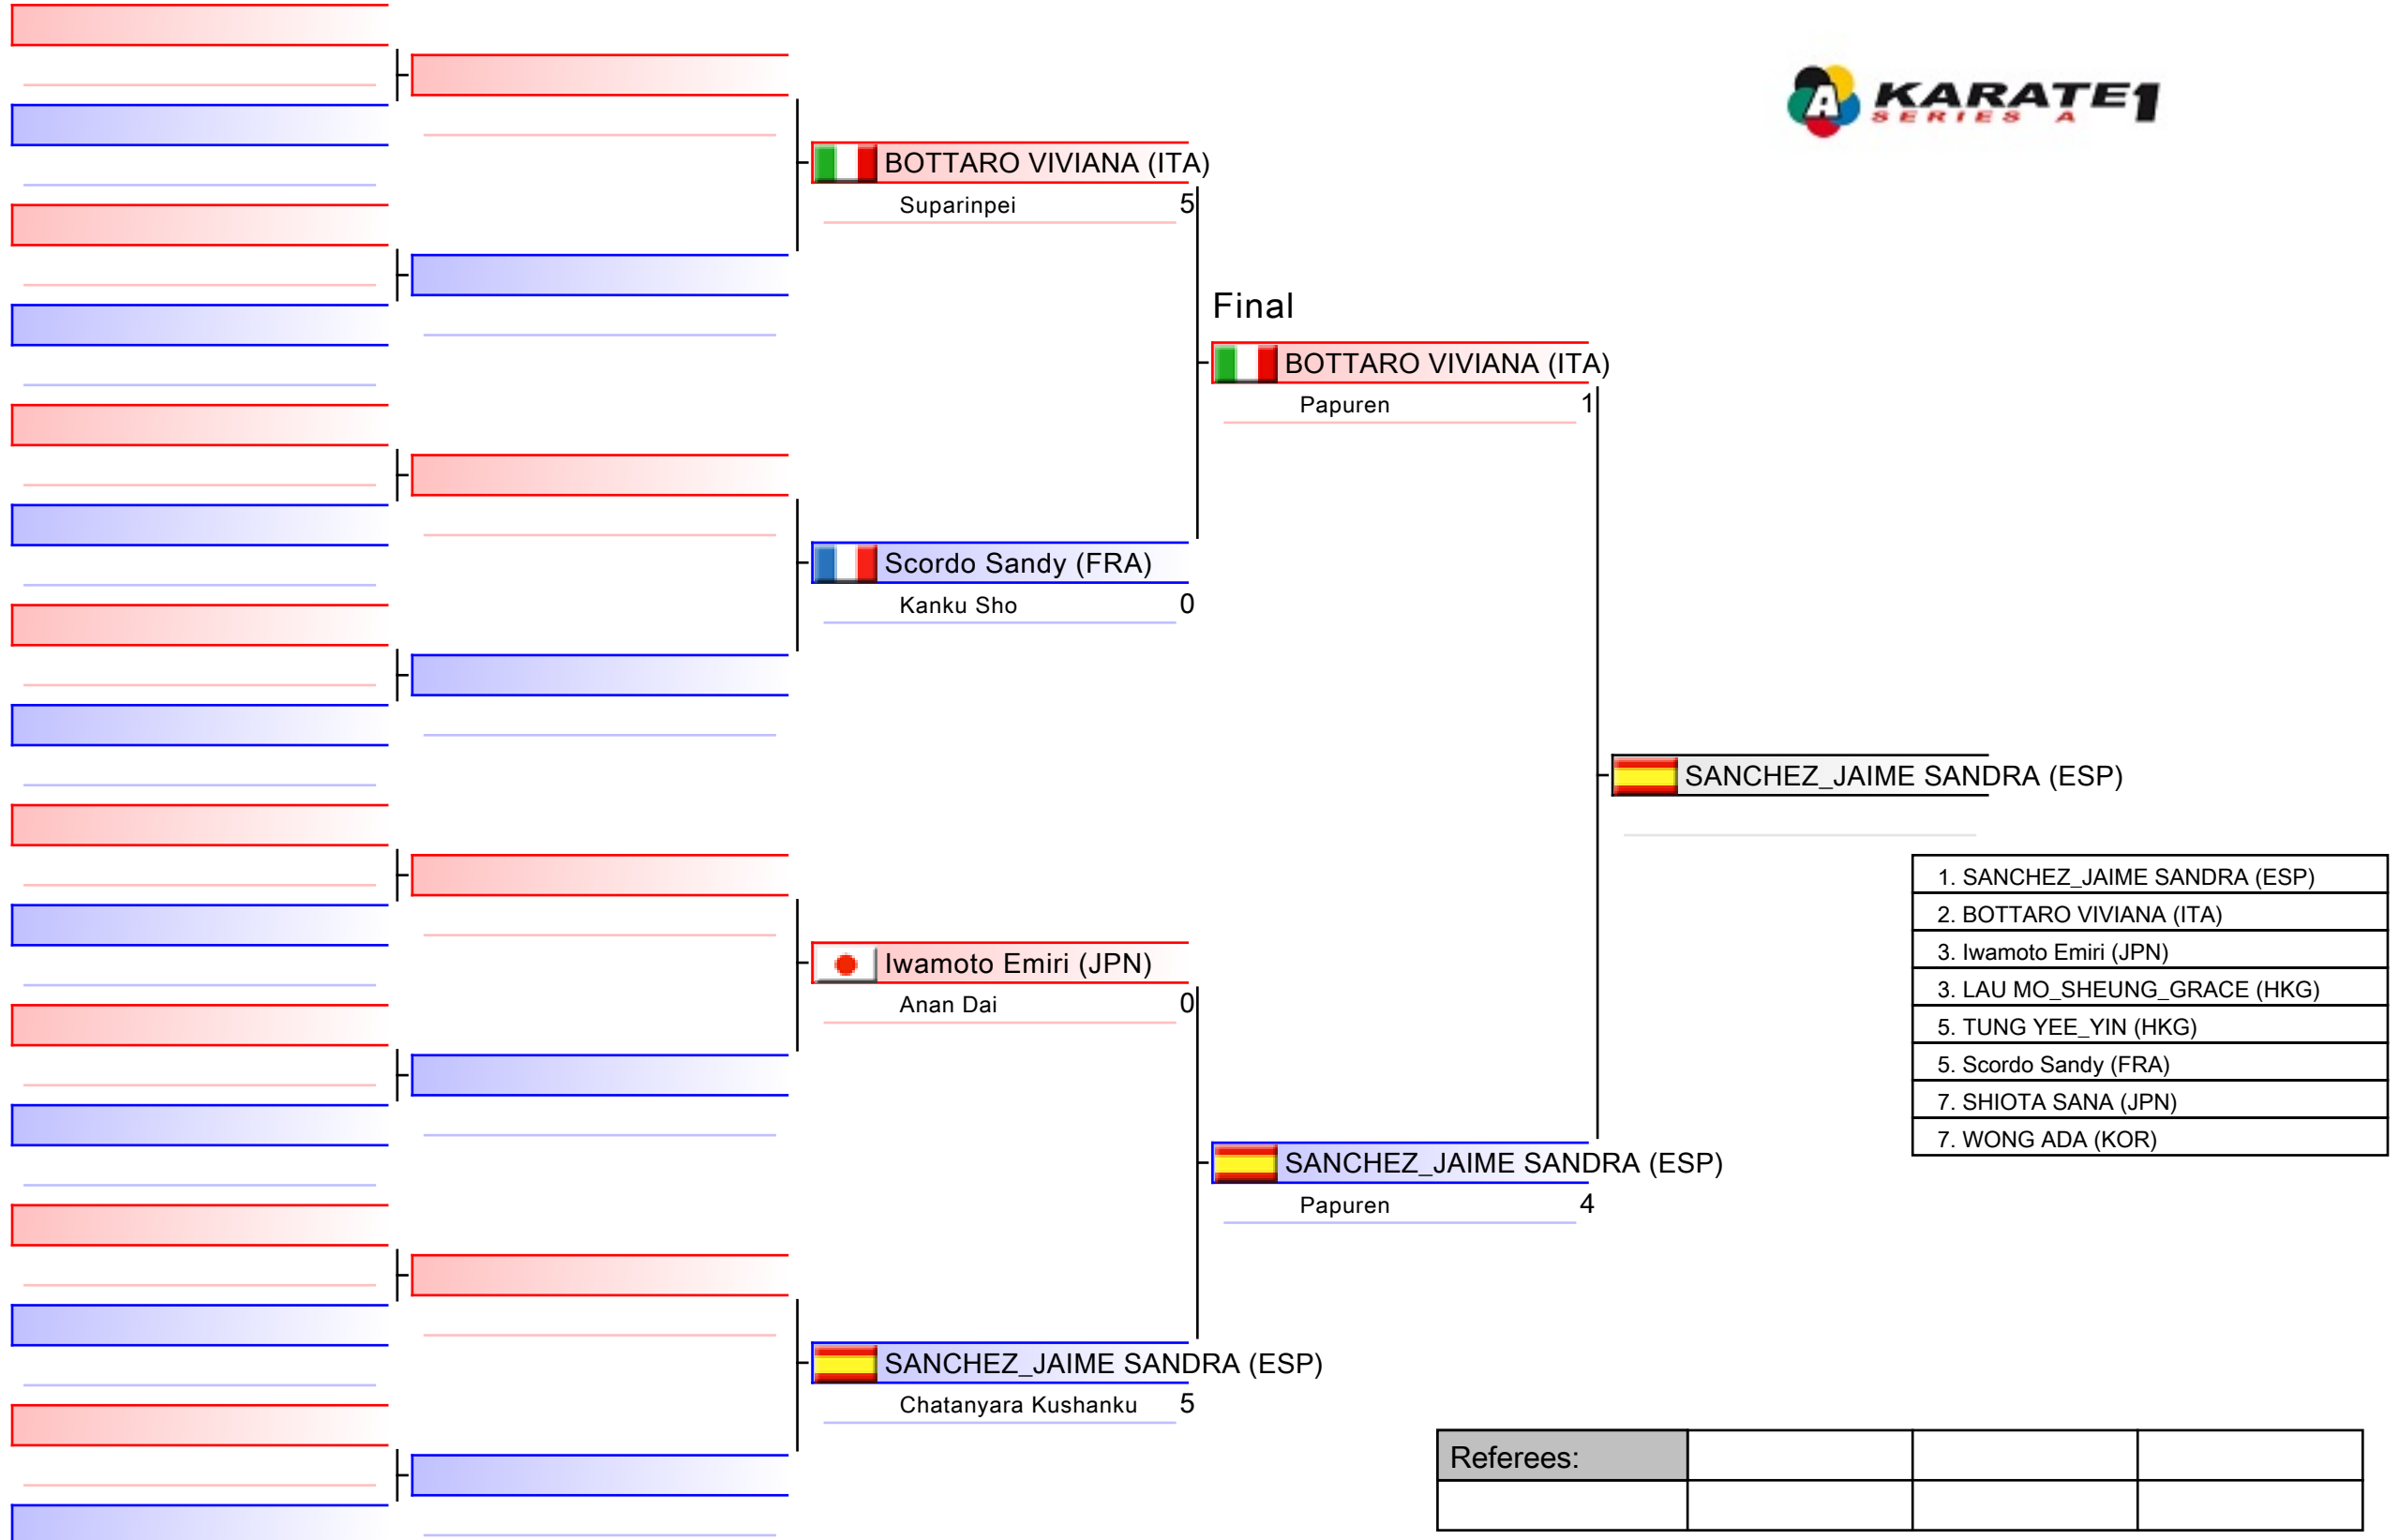 A KARATE1
SERIES A
BOTTARO VIVIANA (ITA)
Suparinpei 5
Final
BOTTARO VIVIANA (ITA)
Papuren 1
Scordo Sandy (FRA)
Kanku Sho 0
SANCHEZ_JAIME SANDRA (ESP)
1. SANCHEZ_JAIME SANDRA (ESP)
2. BOTTARO VIVIANA (ITA)
3. Iwamoto Emiri (JPN)
3. LAU MO_SHEUNG_GRACE (HKG)
5. TUNG YEE_YIN (HKG)
5. Scordo Sandy (FRA)
7. SHIOTA SANA (JPN)
7. WONG ADA (KOR)
Iwamoto Emiri (JPN)
Anan Dai 0
SANCHEZ_JAIME SANDRA (ESP)
Papuren 4
SANCHEZ_JAIME SANDRA (ESP)
Chatanyara Kushanku 5
Referees: